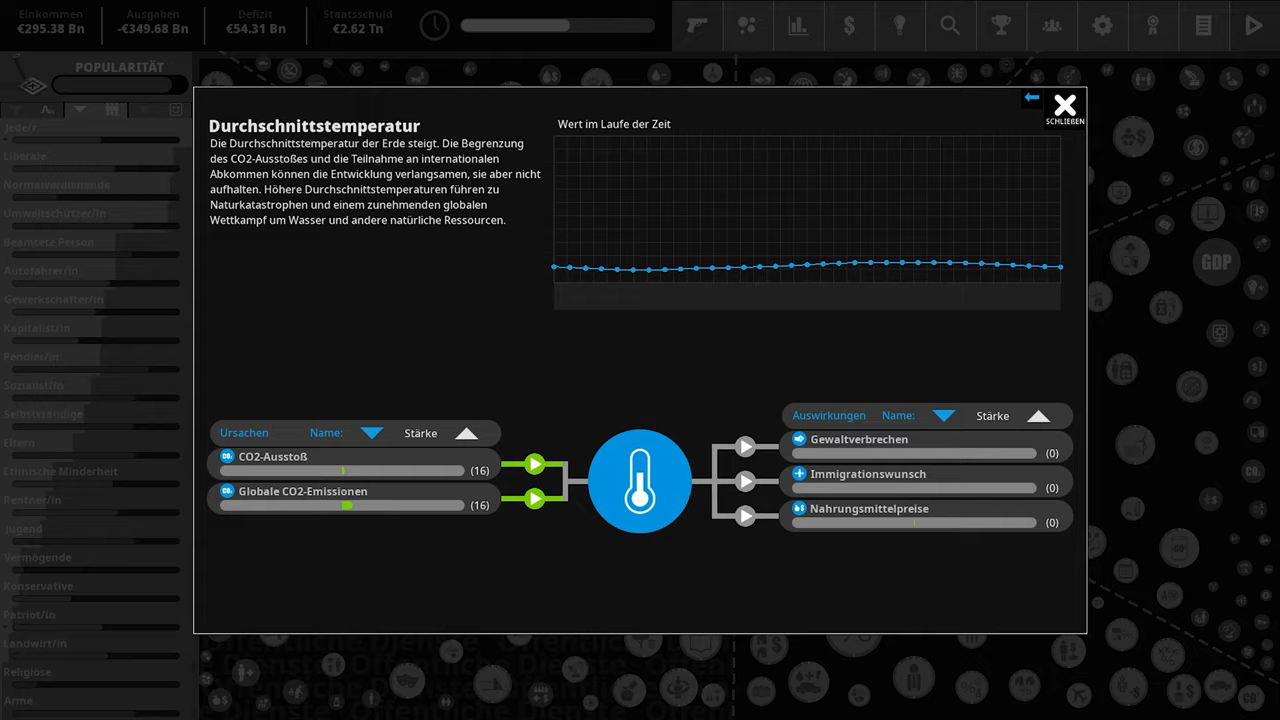 Einkommen
€295.38 Bn
Ausgaben
-€349.68 Bn
Defizit
€54.31 Bn
Staatsschuld
€2.62 Tn
POPULARITÄT
Jede/r
Liberale
Umweltschützer/in
Beamtete Person
Autofahrer/in
Gewerkschafter/in
Kapitalist/in
Pendler/in
Sozialist/in
Selbstständige
Eltern
Ethnische Minderheit
Rentner/in
Jugend
Vermögende
Konservative
Patriot/in
Landwirt/in
Religiöse
Arme
SCHLIEßEN
Durchschnittstemperatur
Die Durchschnittstemperatur der Erde steigt. Die Begrenzung
des CO2-Ausstoßes und die Teilnahme an internationalen
Abkommen können die Entwicklung verlangsamen, sie aber nicht
aufhalten. Höhere Durchschnittstemperaturen führen zu
Naturkatastrophen und einem zunehmenden globalen
Wettkampf um Wasser und andere natürliche Ressourcen.
Wert im Laufe der Zeit
Ursachen Name: Stärke
CO2-Ausstoß
(16)
Globale CO2-Emissionen
(16)
Auswirkungen Name: Stärke
Gewaltverbrechen
(0)
Immigrationswunsch
(0)
Nahrungsmittelpreise
(0)
GDP